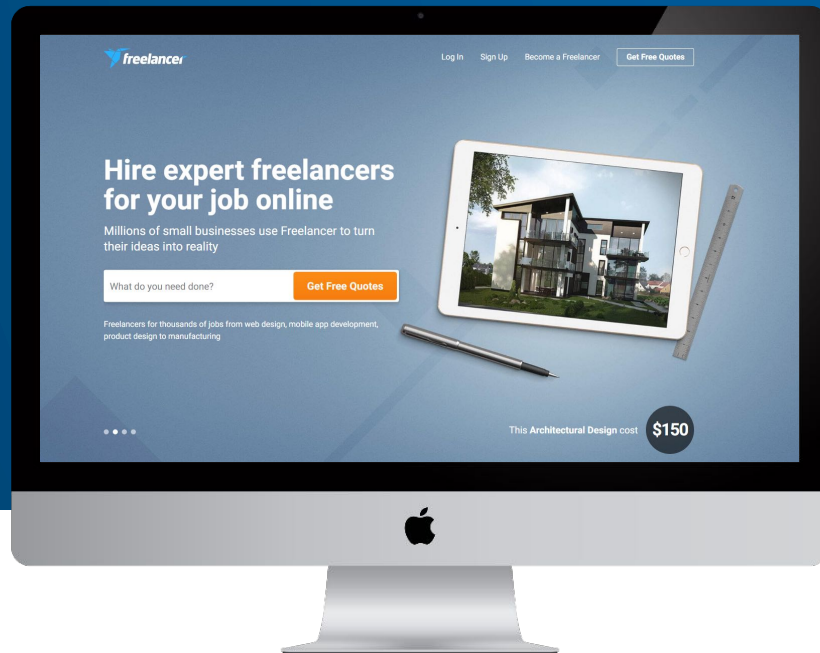 freelancer
Log In Sign Up Become a Freelancer Get Free Quotes
Hire expert freelancers
for your job online
Millions of small businesses use Freelancer to turn
their ideas into reality
What do you need done? Get Free Quotes
Freelancers for thousands of jobs from web design, mobile app development,
product design to manufacturing
This Architectural Design cost $150